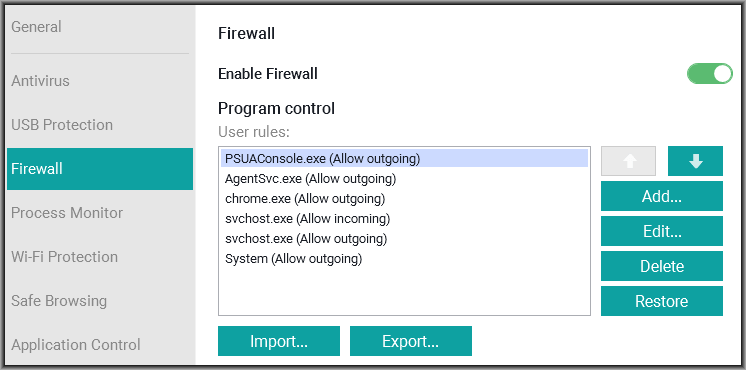 General
Antivirus
USB Protection
Firewall
Process Monitor
Wi-Fi Protection
Safe Browsing
Application Control
Firewall
Enable Firewall
Program control
User rules:
PSUAConsole.exe (Allow outgoing)
AgentSvc.exe (Allow outgoing)
chrome.exe (Allow outgoing)
svchost.exe (Allow incoming)
svchost.exe (Allow outgoing)
System (Allow outgoing)
Add...
Edit...
Delete
Restore
Import...
Export...